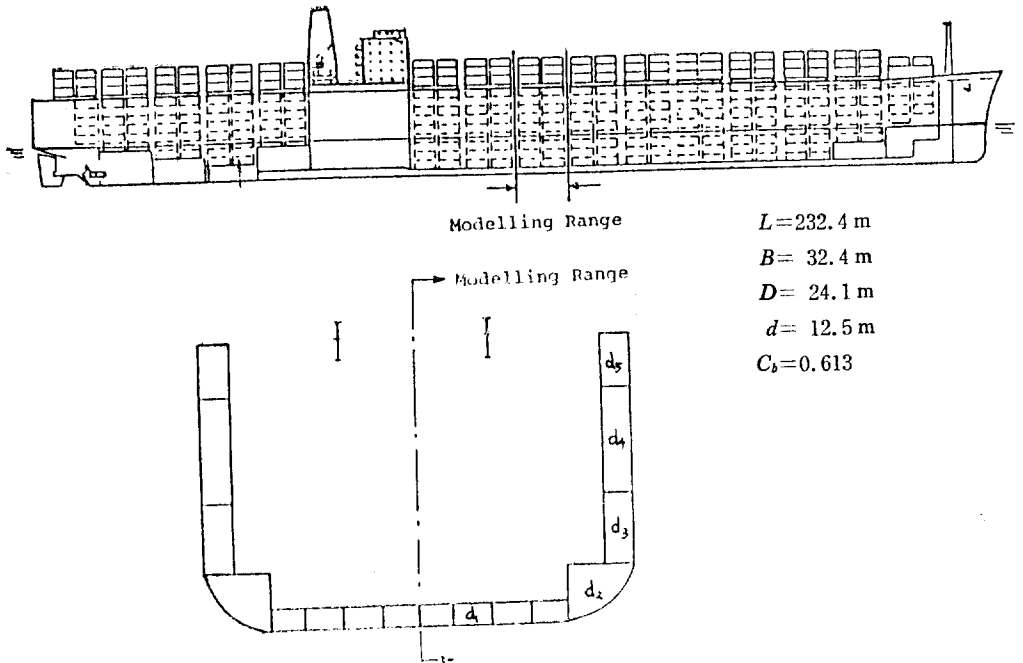 Modelling Range
L=232.4 m
B= 32.4 m
D= 24.1 m
d= 12.5 m
C_b=0.613
Modelling Range
d5
d4
d3
d2
d1